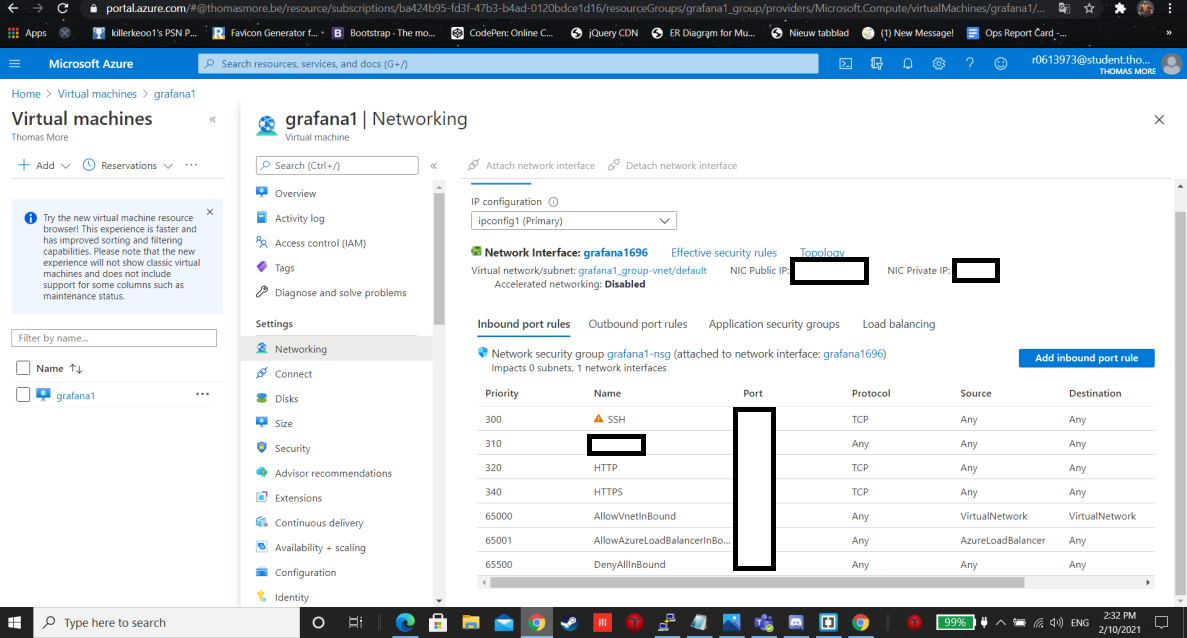 portal.azure.com/#@thomasmore.be/resource/subscriptions/ba424b95-fd3f-47b3-b4ad-0120bdce1d16/resourceGroups/grafana1_group/providers/Microsoft.Compute/virtualMachines/grafana1/...
Apps killerkeoo1's PSN P... Favicon Generator f... Bootstrap · The mo... CodePen: Online C... jQuery CDN ER Diagram for Mu... Nieuw tabblad (1) New Message! Ops Report Card -... »
Microsoft Azure Search resources, services, and docs (G+/) r0613973@student.tho...
THOMAS MORE
Home > Virtual machines > grafana1
Virtual machines «
Thomas More
grafana1 | Networking
Virtual machine
+ Add Reservations ···
Try the new virtual machine resource
browser! This experience is faster and
has improved sorting and filtering
capabilities. Please note that the new
experience will not show classic virtual
machines and does not include
support for some columns such as
maintenance status.
Filter by name...
Name ↑↓
grafana1 ···
Search (Ctrl+/) «
Overview
Activity log
Access control (IAM)
Tags
Diagnose and solve problems
Settings
Networking
Connect
Disks
Size
Security
Advisor recommendations
Extensions
Continuous delivery
Availability + scaling
Configuration
Identity
Attach network interface Detach network interface
IP configuration
ipconfig1 (Primary)
Network Interface: grafana1696 Effective security rules Topology
Virtual network/subnet: grafana1_group-vnet/default NIC Public IP: NIC Private IP:
Accelerated networking: Disabled
Inbound port rules Outbound port rules Application security groups Load balancing
Network security group grafana1-nsg (attached to network interface: grafana1696)
Impacts 0 subnets, 1 network interfaces
Add inbound port rule
Priority Name Port Protocol Source Destination
300 SSH TCP Any Any
310 Any Any Any
320 HTTP TCP Any Any
340 HTTPS TCP Any Any
65000 AllowVnetInBound Any VirtualNetwork VirtualNetwork
65001 AllowAzureLoadBalancerInBo... Any AzureLoadBalancer Any
65500 DenyAllInBound Any Any Any
Type here to search
99% ENG 2:32 PM
2/10/2021